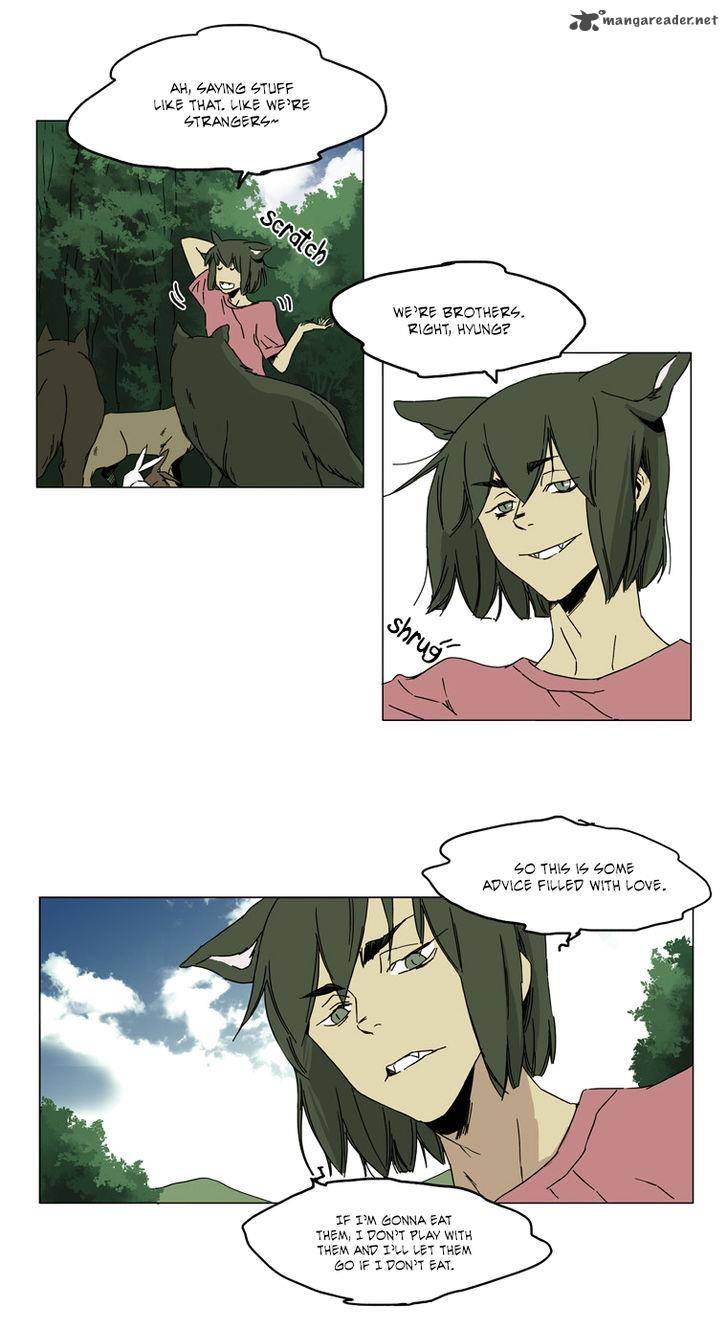 mangareader.net
AH, SAYING STUFF
LIKE THAT. LIKE WE'RE
STRANGERS~
scratch
WE'RE BROTHERS.
RIGHT, HYUNG?
shrug
SO THIS IS SOME
ADVICE FILLED WITH LOVE.
IF I'M GONNA EAT
THEM, I DON'T PLAY WITH
THEM AND I'LL LET THEM
GO IF I DON'T EAT.